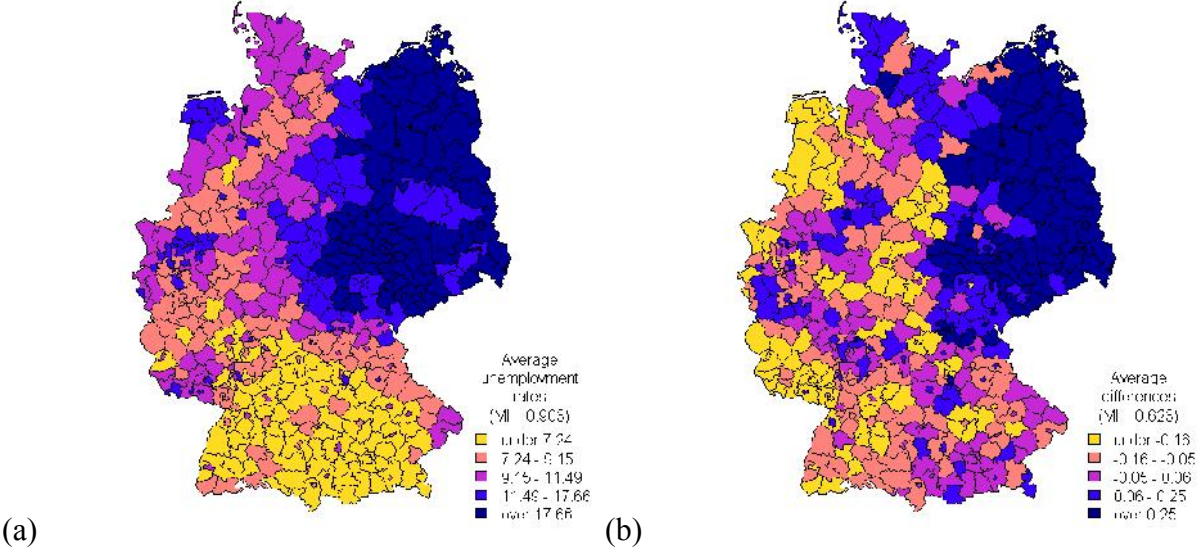 Average
unemployment
rates
under 7.24
7.24 - 9.15
9.15 - 11.49
11.49 - 17.66
over 17.66
(a)
Average
differences
under -0.16
-0.16 - -0.05
-0.05 - 0.06
0.06 - 0.25
over 0.25
(b)